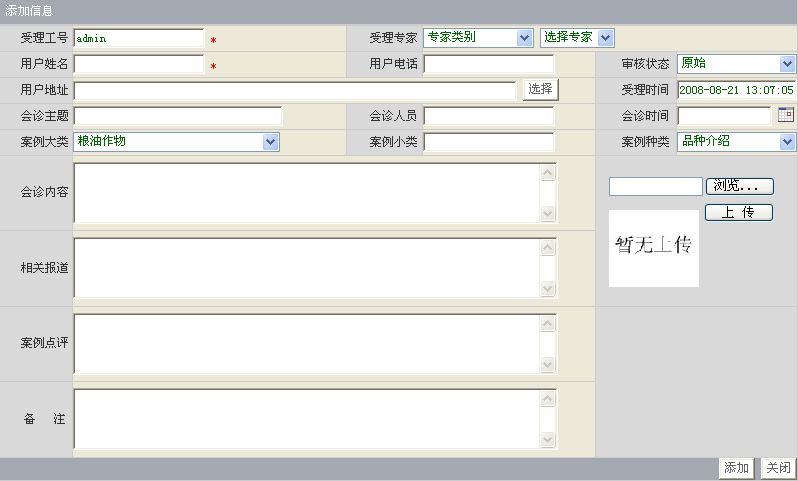 添加信息
受理工号 admin * 受理专家 专家类别 选择专家
用户姓名 * 用户电话 审核状态 原始
用户地址 选择 受理时间 2008-08-21 13:07:05
会诊主题 会诊人员 会诊时间
案例大类 粮油作物 案例小类 案例种类 品种介绍
会诊内容 浏览...
上 传
暂无上传
相关报道
案例点评
备 注
添加 关闭